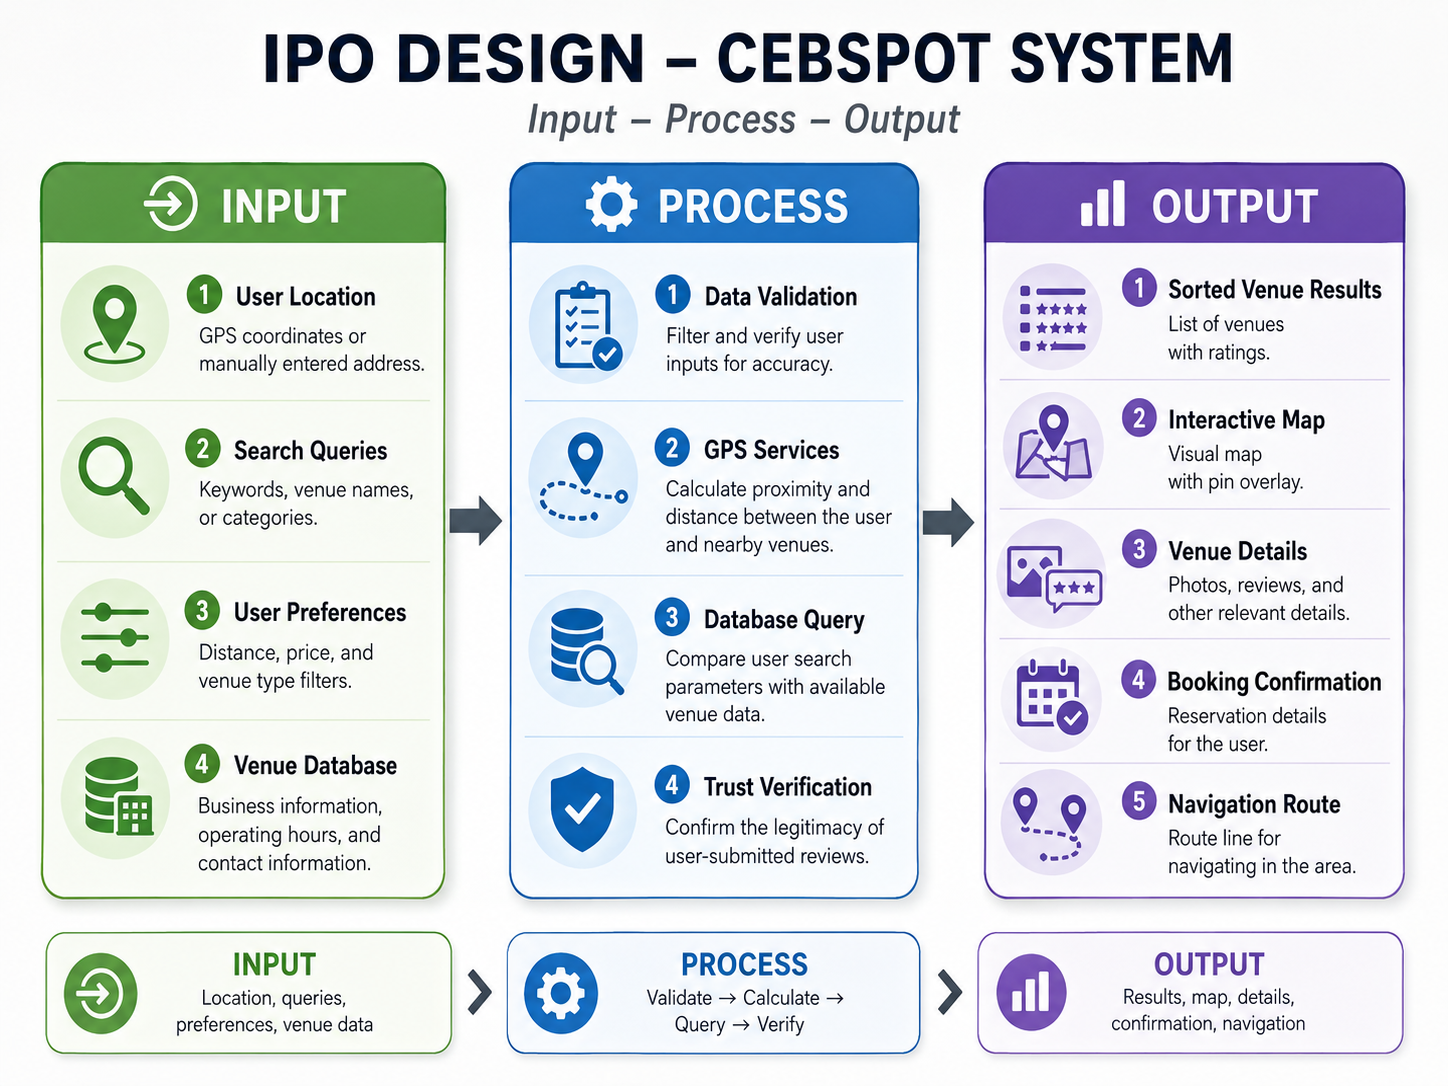 IPO DESIGN – CEBSPOT SYSTEM
Input – Process – Output
INPUT
1 User Location
GPS coordinates or
manually entered address.
2 Search Queries
Keywords, venue names,
or categories.
3 User Preferences
Distance, price, and
venue type filters.
4 Venue Database
Business information,
operating hours, and
contact information.
PROCESS
1 Data Validation
Filter and verify user
inputs for accuracy.
2 GPS Services
Calculate proximity and
distance between the user
and nearby venues.
3 Database Query
Compare user search
parameters with available
venue data.
4 Trust Verification
Confirm the legitimacy of
user-submitted reviews.
OUTPUT
1 Sorted Venue Results
List of venues
with ratings.
2 Interactive Map
Visual map
with pin overlay.
3 Venue Details
Photos, reviews, and
other relevant details.
4 Booking Confirmation
Reservation details
for the user.
5 Navigation Route
Route line for
navigating in the area.
INPUT
Location, queries,
preferences, venue data
PROCESS
Validate → Calculate →
Query → Verify
OUTPUT
Results, map, details,
confirmation, navigation